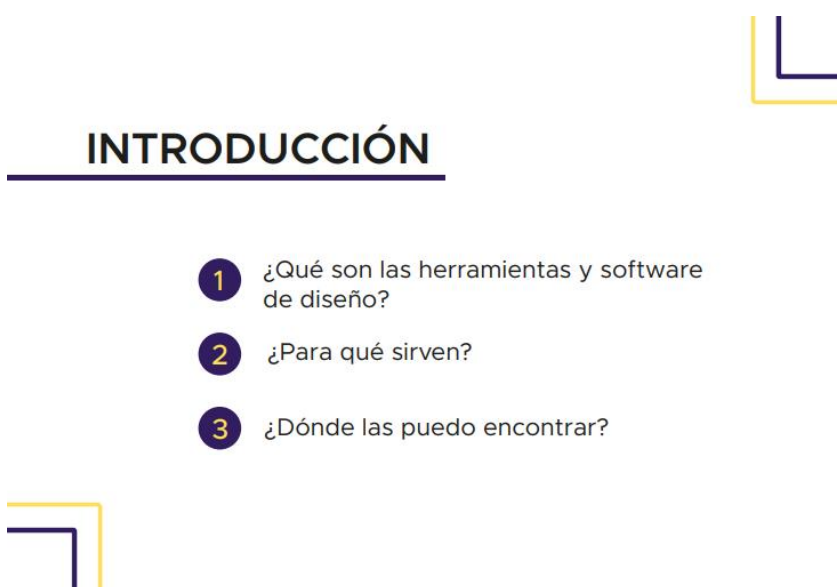 INTRODUCCIÓN
1 ¿Qué son las herramientas y software
de diseño?
2 ¿Para qué sirven?
3 ¿Dónde las puedo encontrar?